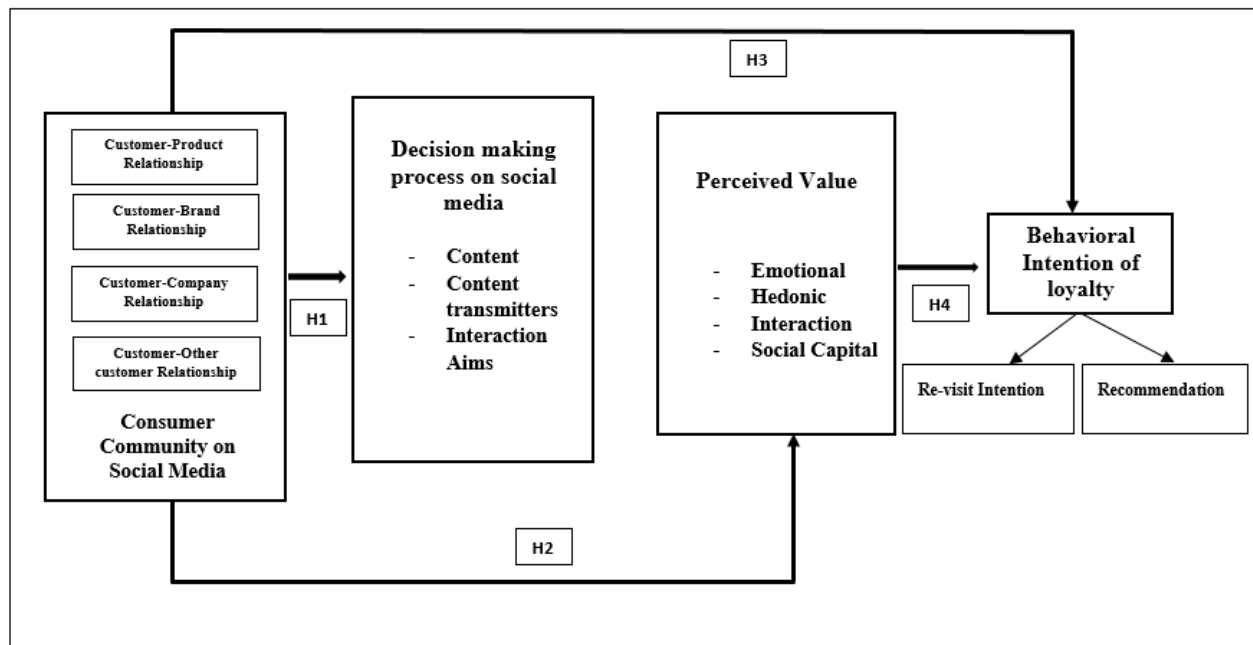 H3
Customer-Product
Relationship
Customer-Brand
Relationship
Customer-Company
Relationship
Customer-Other
customer Relationship
Consumer
Community on
Social Media
H1
Decision making
process on social
media
- Content
- Content
transmitters
- Interaction
Aims
Perceived Value
- Emotional
- Hedonic
- Interaction
- Social Capital
H4
Behavioral
Intention of
loyalty
Re-visit Intention
Recommendation
H2